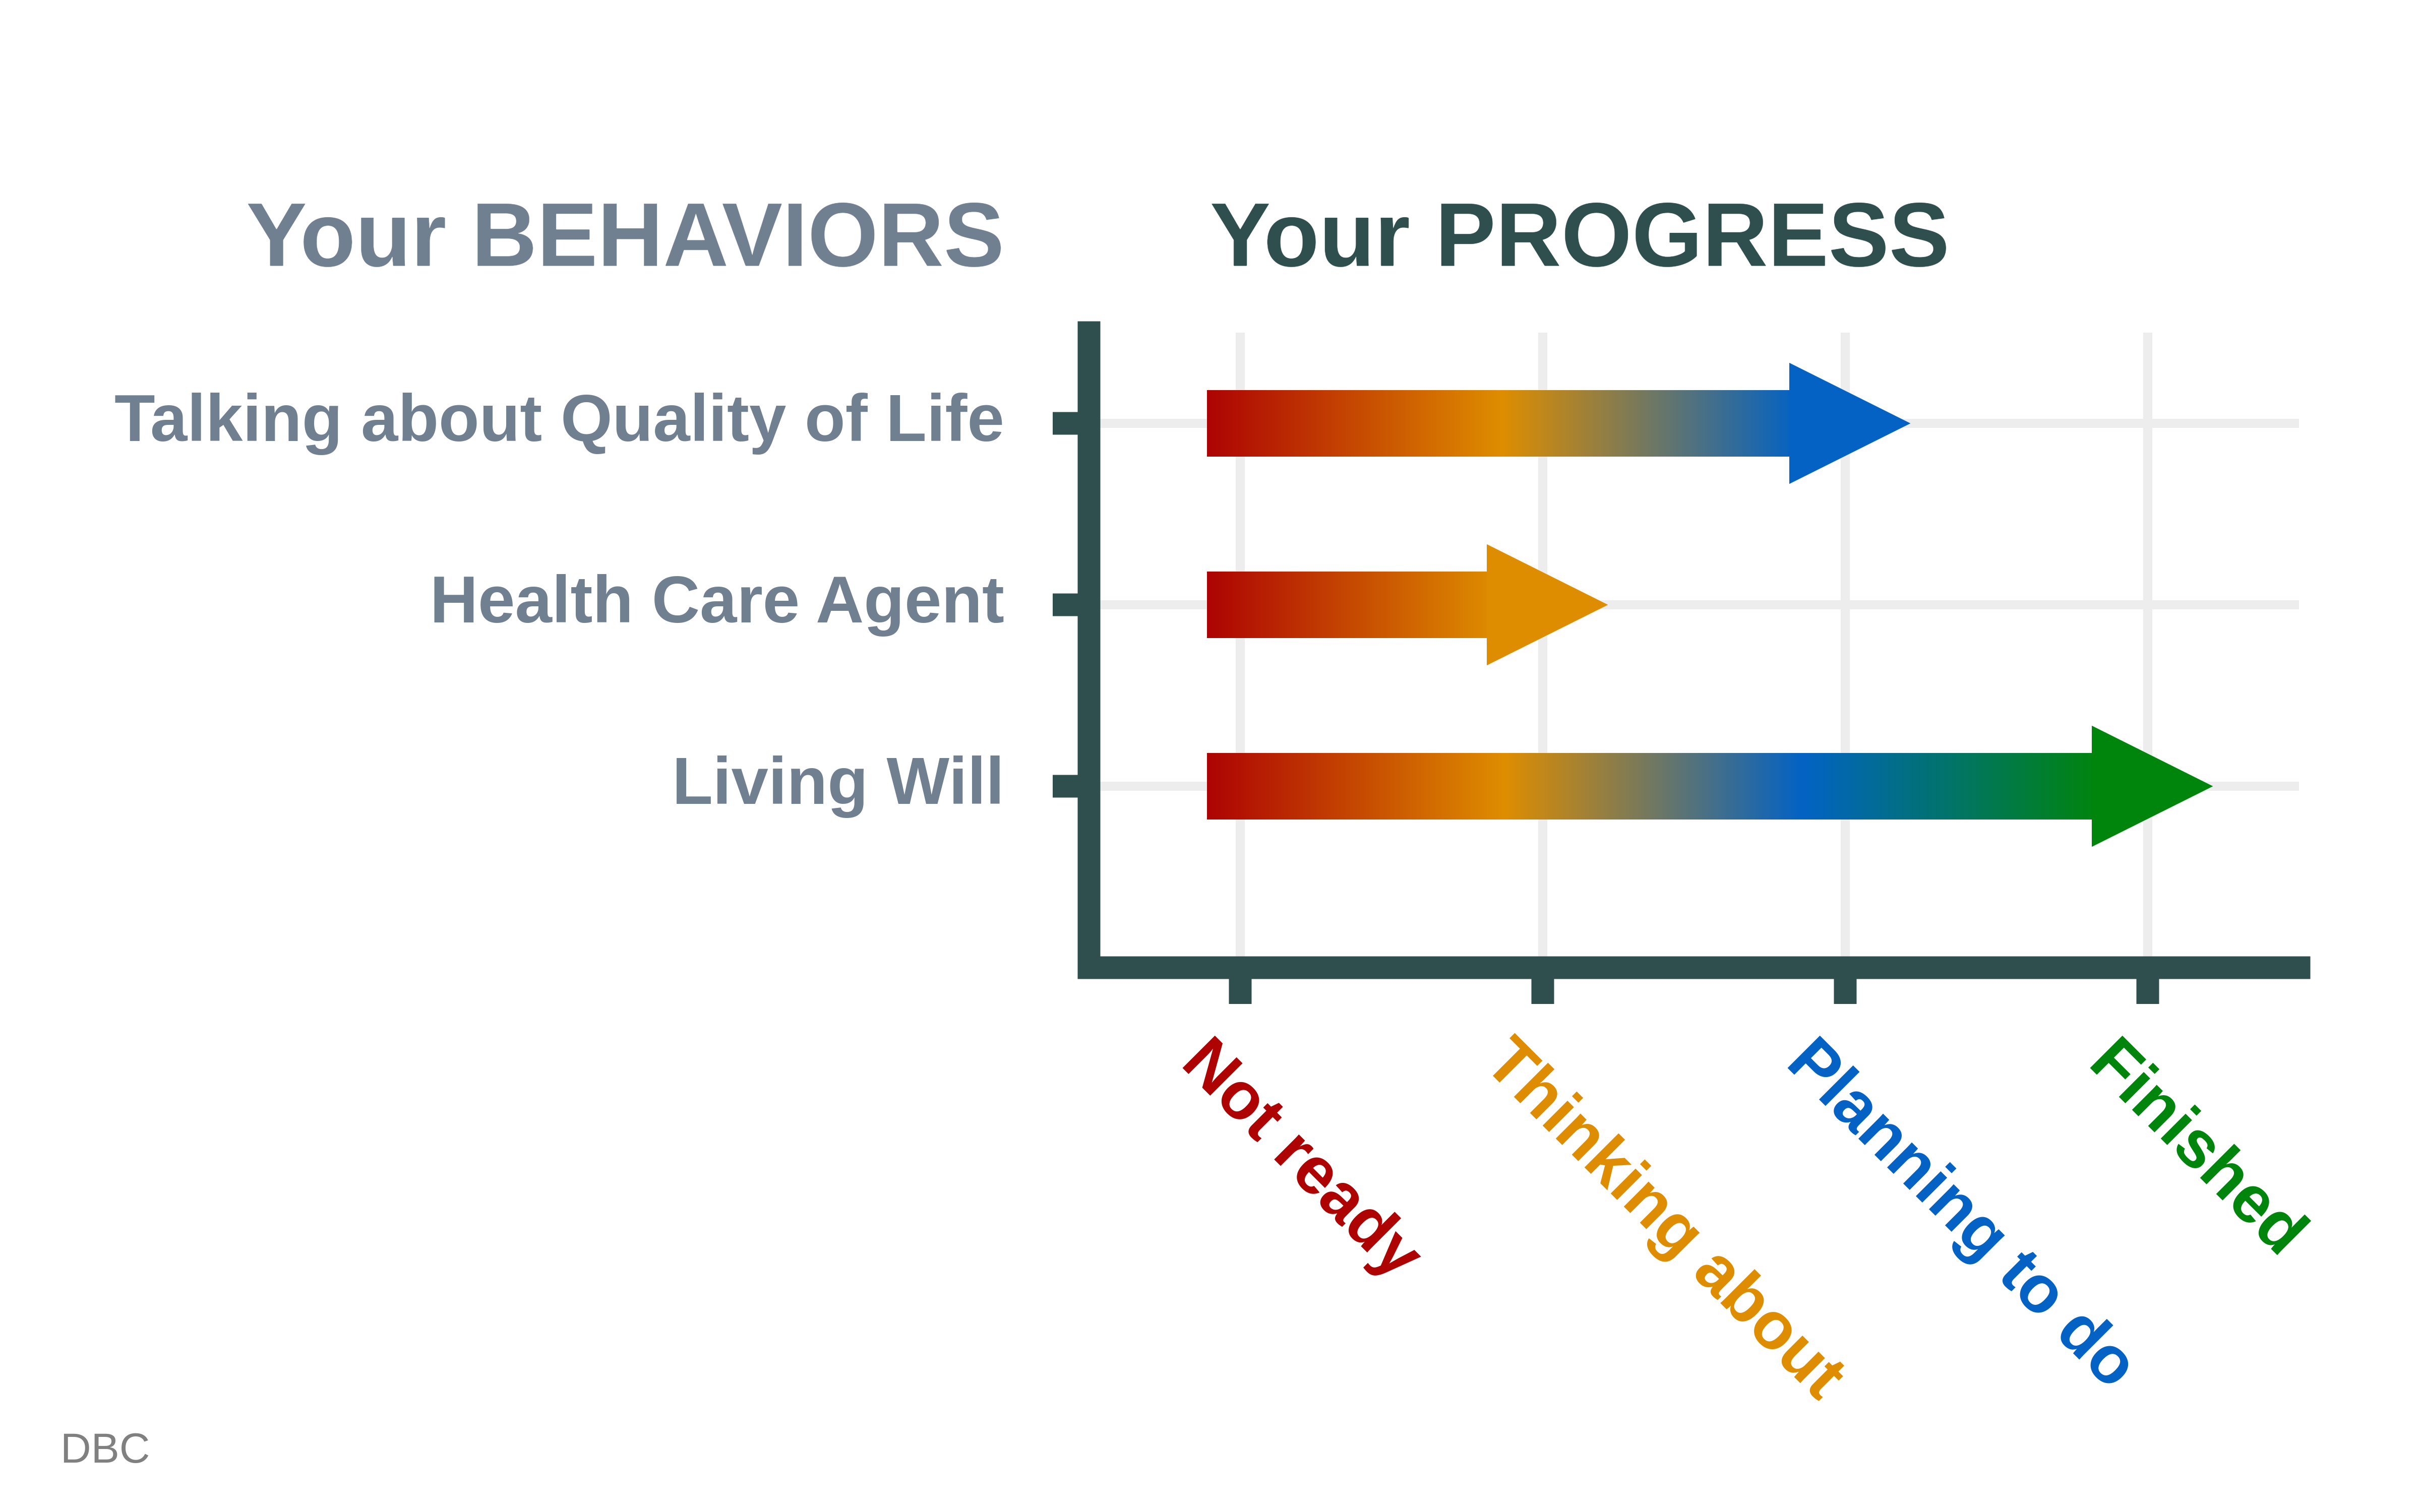 Your BEHAVIORS
Your PROGRESS
Talking about Quality of Life
Health Care Agent
Living Will
Not ready
Thinking about
Planning to do
Finished
DBC